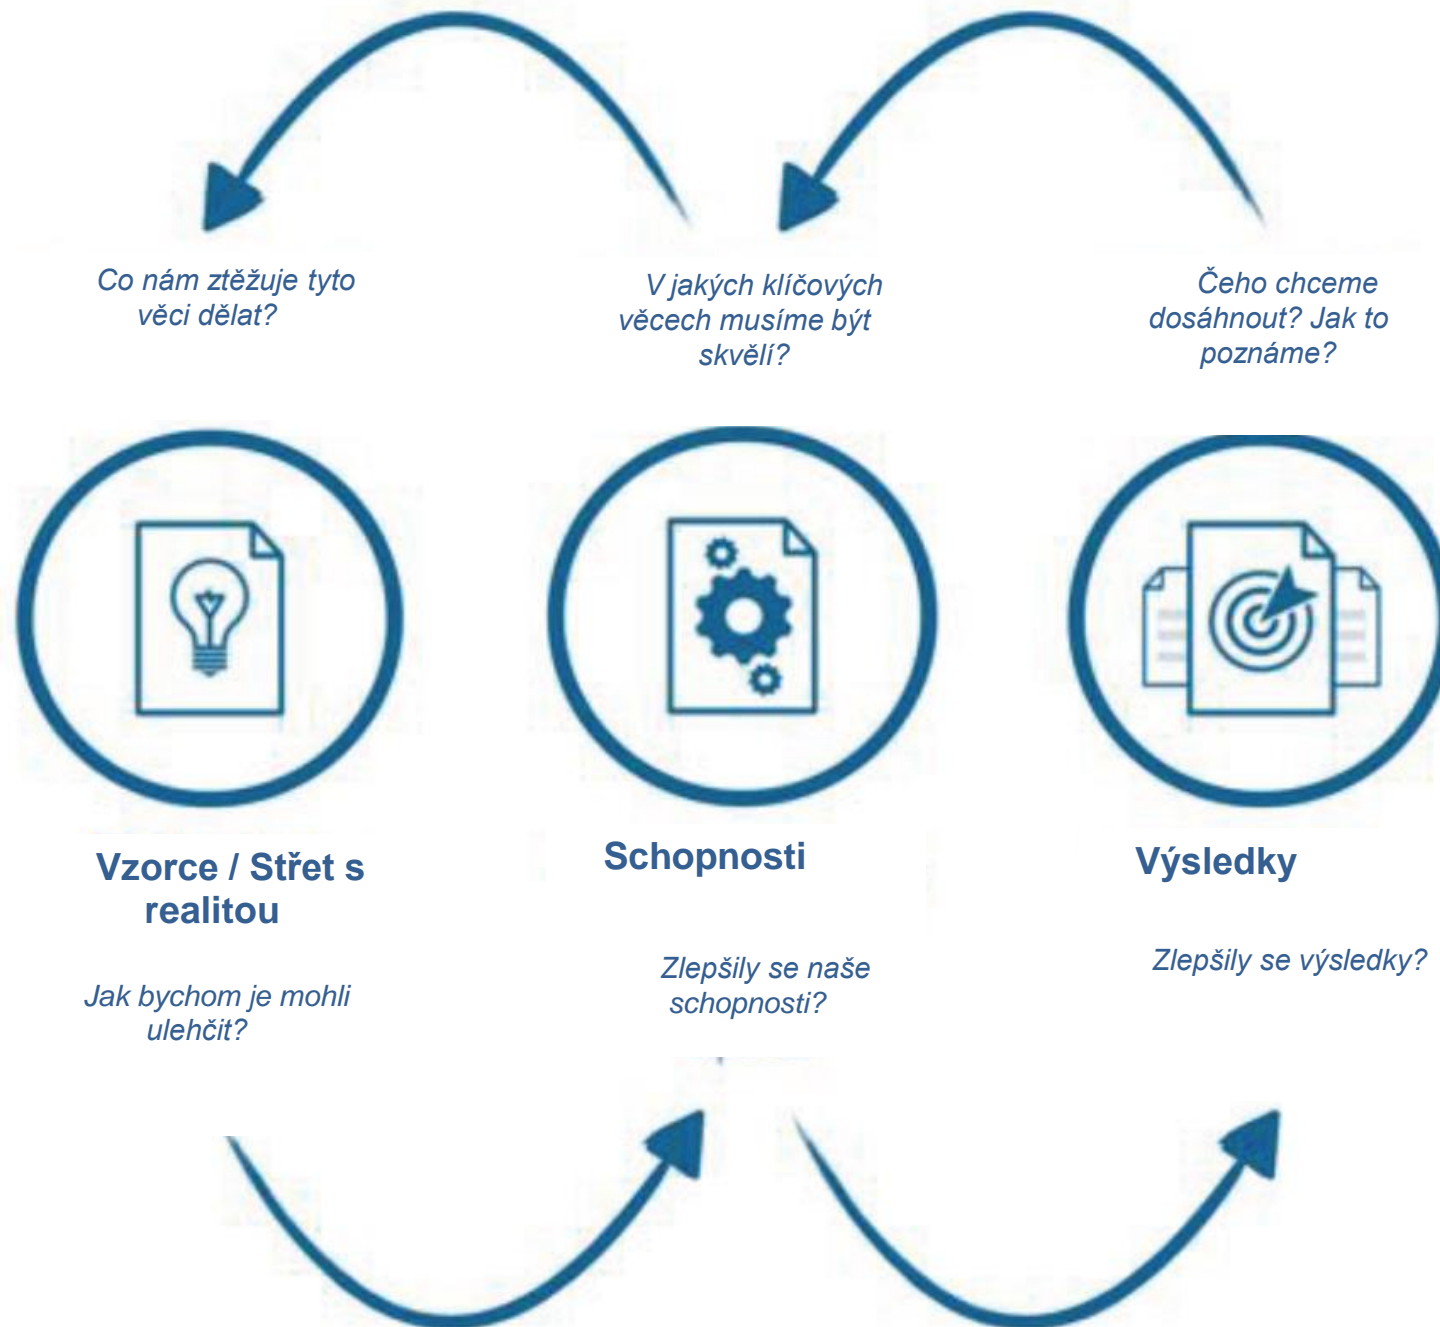 Co nám ztěžuje tyto
věci dělat?
V jakých klíčových
věcech musíme být
skvělí?
Čeho chceme
dosáhnout? Jak to
poznáme?
Vzorce / Střet s
realitou
Schopnosti
Výsledky
Jak bychom je mohli
ulehčit?
Zlepšily se naše
schopnosti?
Zlepšily se výsledky?